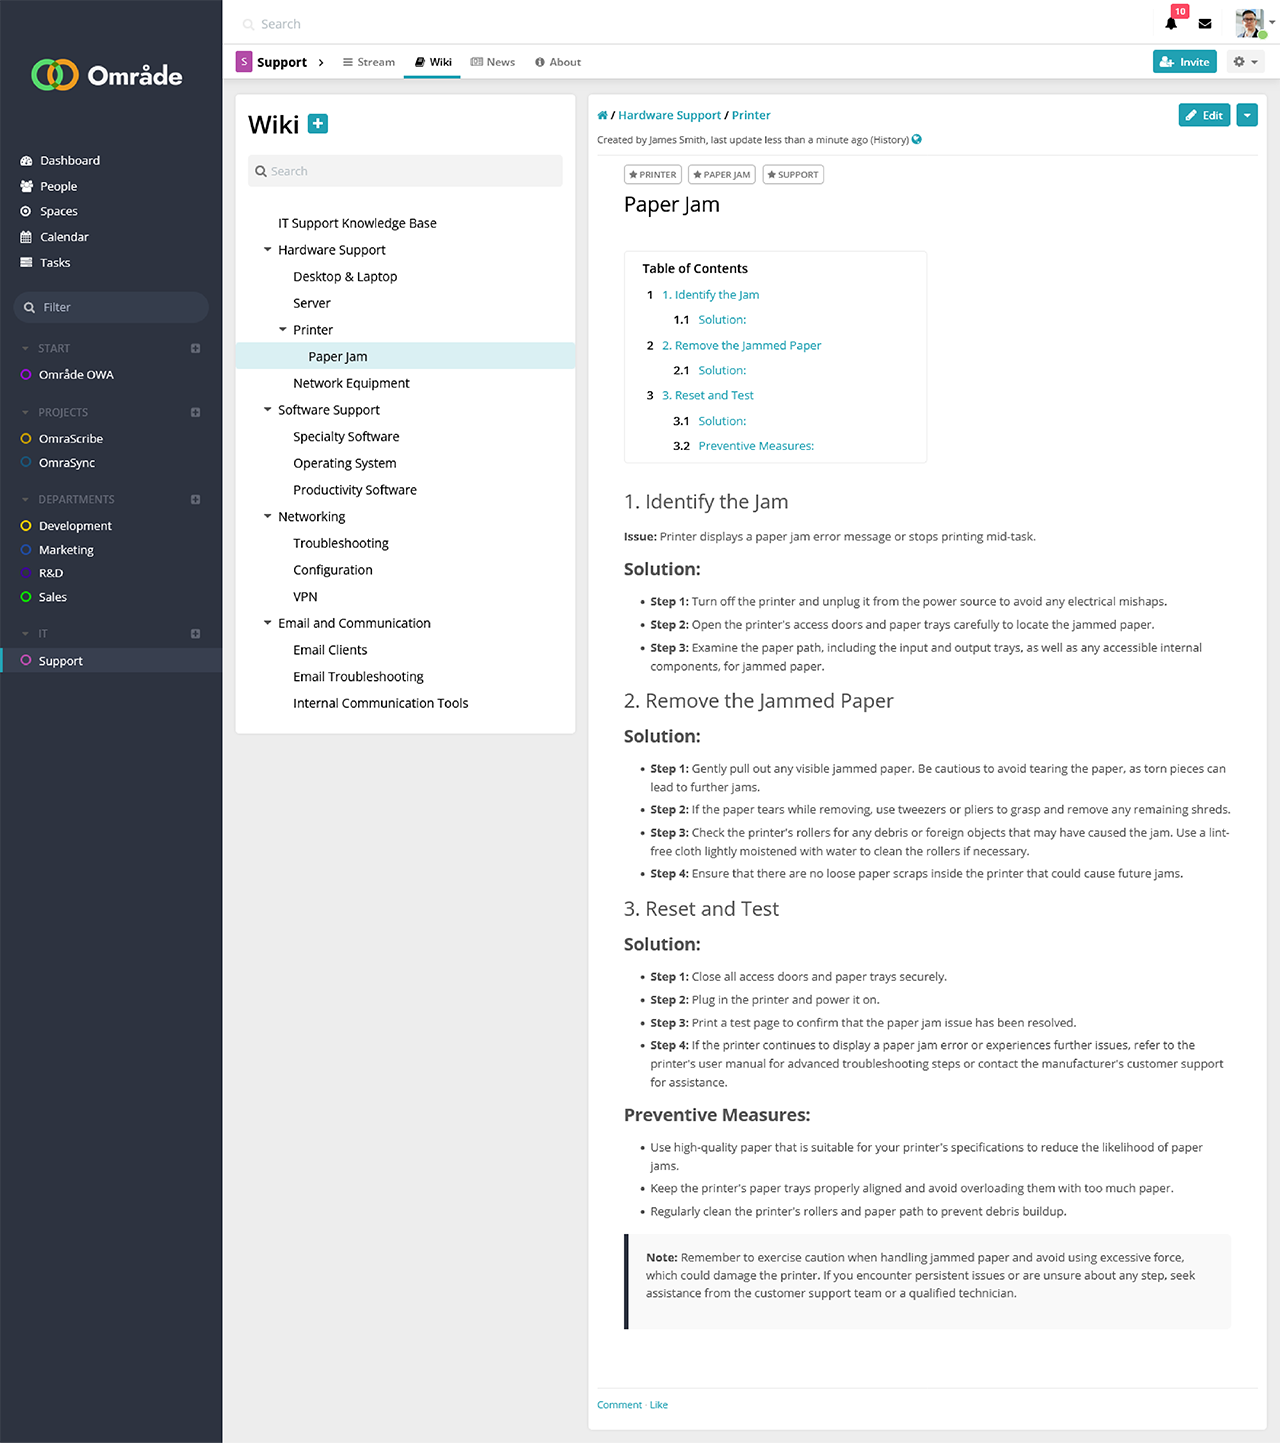 Område
Dashboard
People
Spaces
Calendar
Tasks
Filter
START
Område OWA
PROJECTS
OmraScribe
OmraSync
DEPARTMENTS
Development
Marketing
R&D
Sales
IT
Support
Search
10
S Support Stream Wiki News About Invite
Wiki
Search
IT Support Knowledge Base
Hardware Support
Desktop & Laptop
Server
Printer
Paper Jam
Network Equipment
Software Support
Specialty Software
Operating System
Productivity Software
Networking
Troubleshooting
Configuration
VPN
Email and Communication
Email Clients
Email Troubleshooting
Internal Communication Tools
/ Hardware Support / Printer
Edit
Created by James Smith, last update less than a minute ago (History)
PRINTER PAPER JAM SUPPORT
Paper Jam
Table of Contents
1 1. Identify the Jam
1.1 Solution:
2 2. Remove the Jammed Paper
2.1 Solution:
3 3. Reset and Test
3.1 Solution:
3.2 Preventive Measures:
1. Identify the Jam
Issue: Printer displays a paper jam error message or stops printing mid-task.
Solution:
• Step 1: Turn off the printer and unplug it from the power source to avoid any electrical mishaps.
• Step 2: Open the printer's access doors and paper trays carefully to locate the jammed paper.
• Step 3: Examine the paper path, including the input and output trays, as well as any accessible internal
components, for jammed paper.
2. Remove the Jammed Paper
Solution:
• Step 1: Gently pull out any visible jammed paper. Be cautious to avoid tearing the paper, as torn pieces can
lead to further jams.
• Step 2: If the paper tears while removing, use tweezers or pliers to grasp and remove any remaining shreds.
• Step 3: Check the printer's rollers for any debris or foreign objects that may have caused the jam. Use a lint-
free cloth lightly moistened with water to clean the rollers if necessary.
• Step 4: Ensure that there are no loose paper scraps inside the printer that could cause future jams.
3. Reset and Test
Solution:
• Step 1: Close all access doors and paper trays securely.
• Step 2: Plug in the printer and power it on.
• Step 3: Print a test page to confirm that the paper jam issue has been resolved.
• Step 4: If the printer continues to display a paper jam error or experiences further issues, refer to the
printer's user manual for advanced troubleshooting steps or contact the manufacturer's customer support
for assistance.
Preventive Measures:
• Use high-quality paper that is suitable for your printer's specifications to reduce the likelihood of paper
jams.
• Keep the printer's paper trays properly aligned and avoid overloading them with too much paper.
• Regularly clean the printer's rollers and paper path to prevent debris buildup.
Note: Remember to exercise caution when handling jammed paper and avoid using excessive force,
which could damage the printer. If you encounter persistent issues or are unsure about any step, seek
assistance from the customer support team or a qualified technician.
Comment · Like